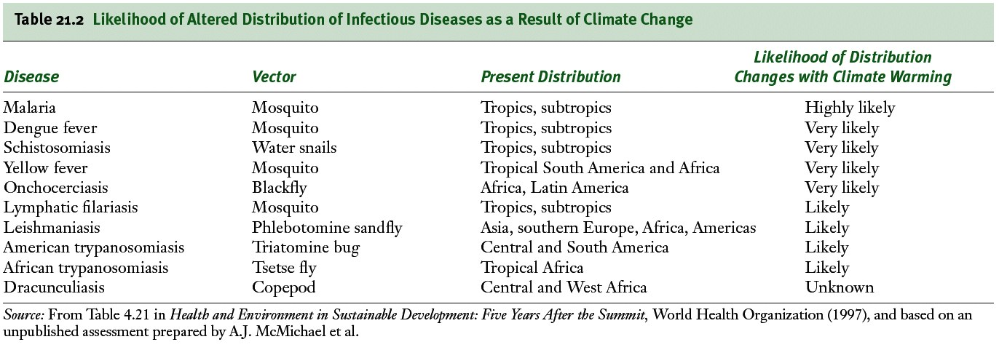 Table 21.2 Likelihood of Altered Distribution of Infectious Diseases as a Result of Climate Change
Likelihood of Distribution
Disease Vector Present Distribution Changes with Climate Warming
Malaria Mosquito Tropics, subtropics Highly likely
Dengue fever Mosquito Tropics, subtropics Very likely
Schistosomiasis Water snails Tropics, subtropics Very likely
Yellow fever Mosquito Tropical South America and Africa Very likely
Onchocerciasis Blackfly Africa, Latin America Very likely
Lymphatic filariasis Mosquito Tropics, subtropics Likely
Leishmaniasis Phlebotomine sandfly Asia, southern Europe, Africa, Americas Likely
American trypanosomiasis Triatomine bug Central and South America Likely
African trypanosomiasis Tsetse fly Tropical Africa Likely
Dracunculiasis Copepod Central and West Africa Unknown
Source: From Table 4.21 in Health and Environment in Sustainable Development: Five Years After the Summit, World Health Organization (1997), and based on an
unpublished assessment prepared by A.J. McMichael et al.